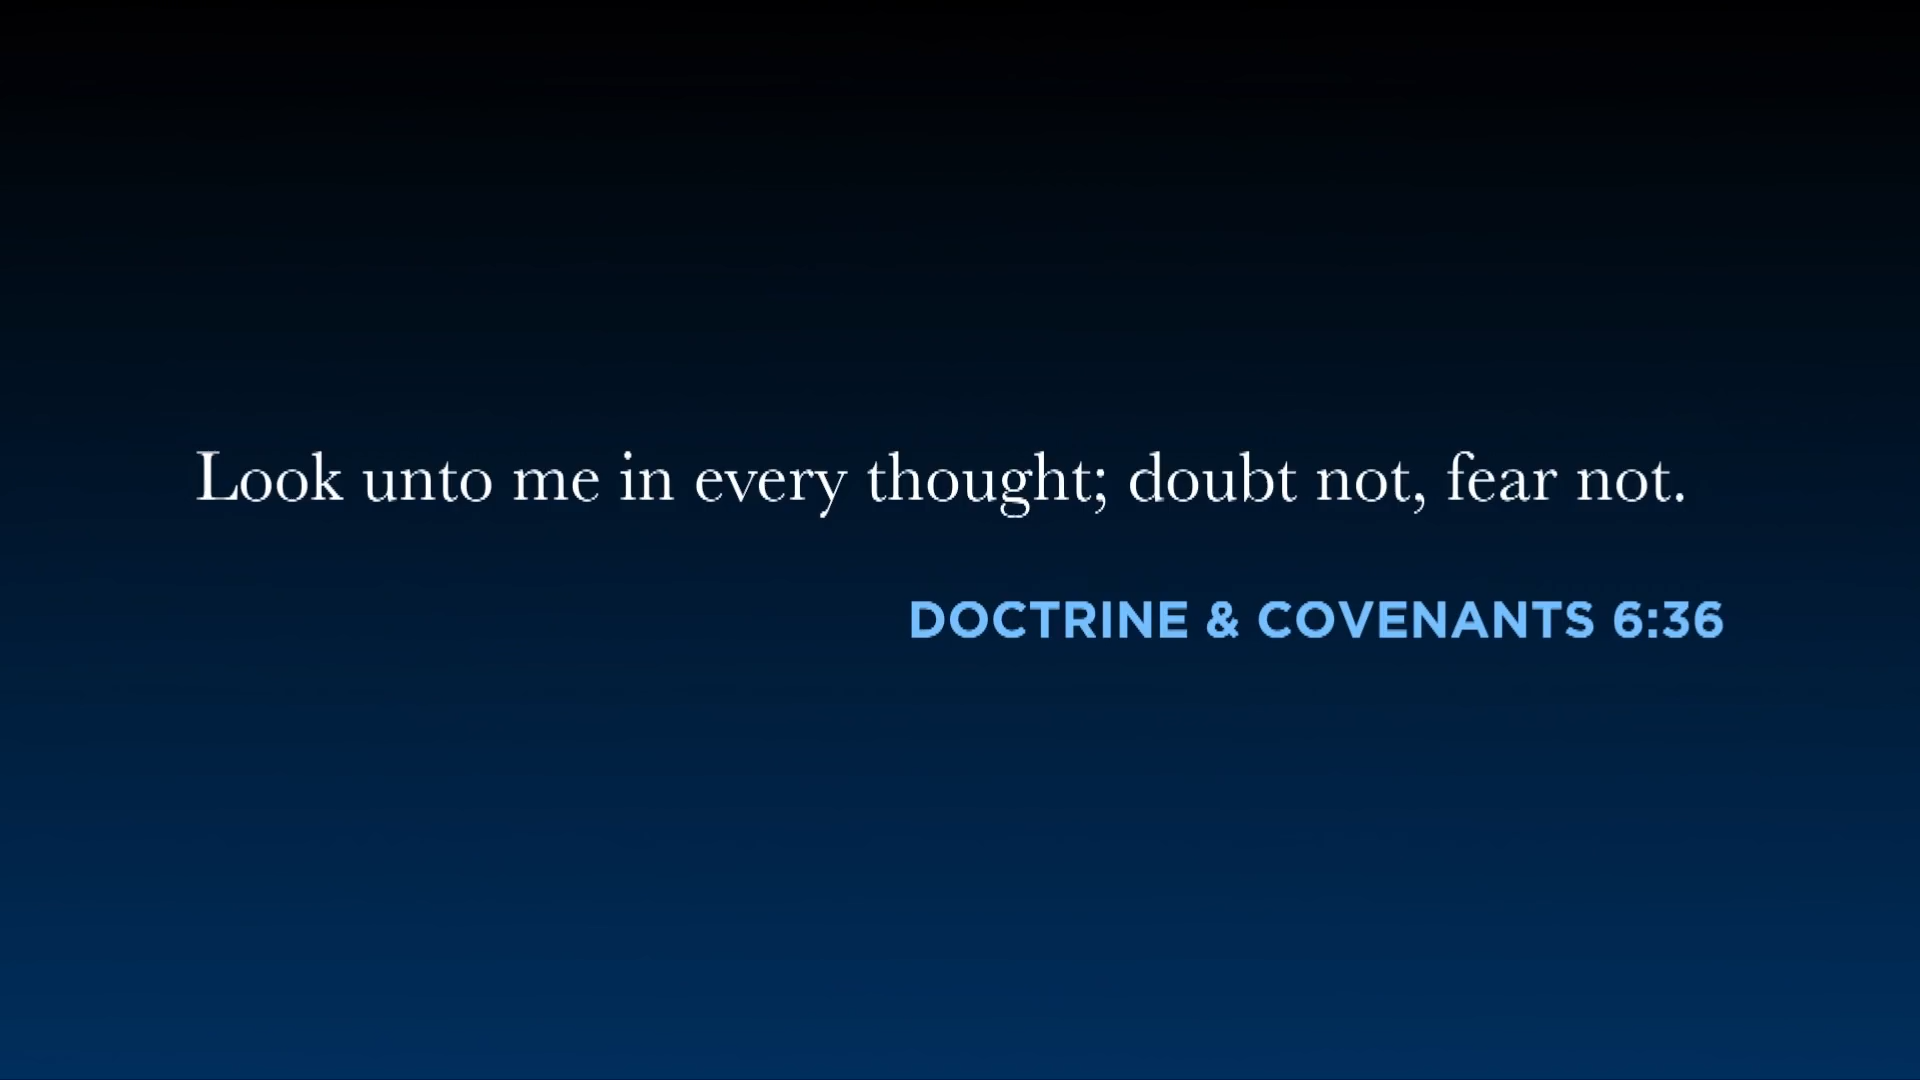 Look unto me in every thought; doubt not, fear not.
DOCTRINE & COVENANTS 6:36